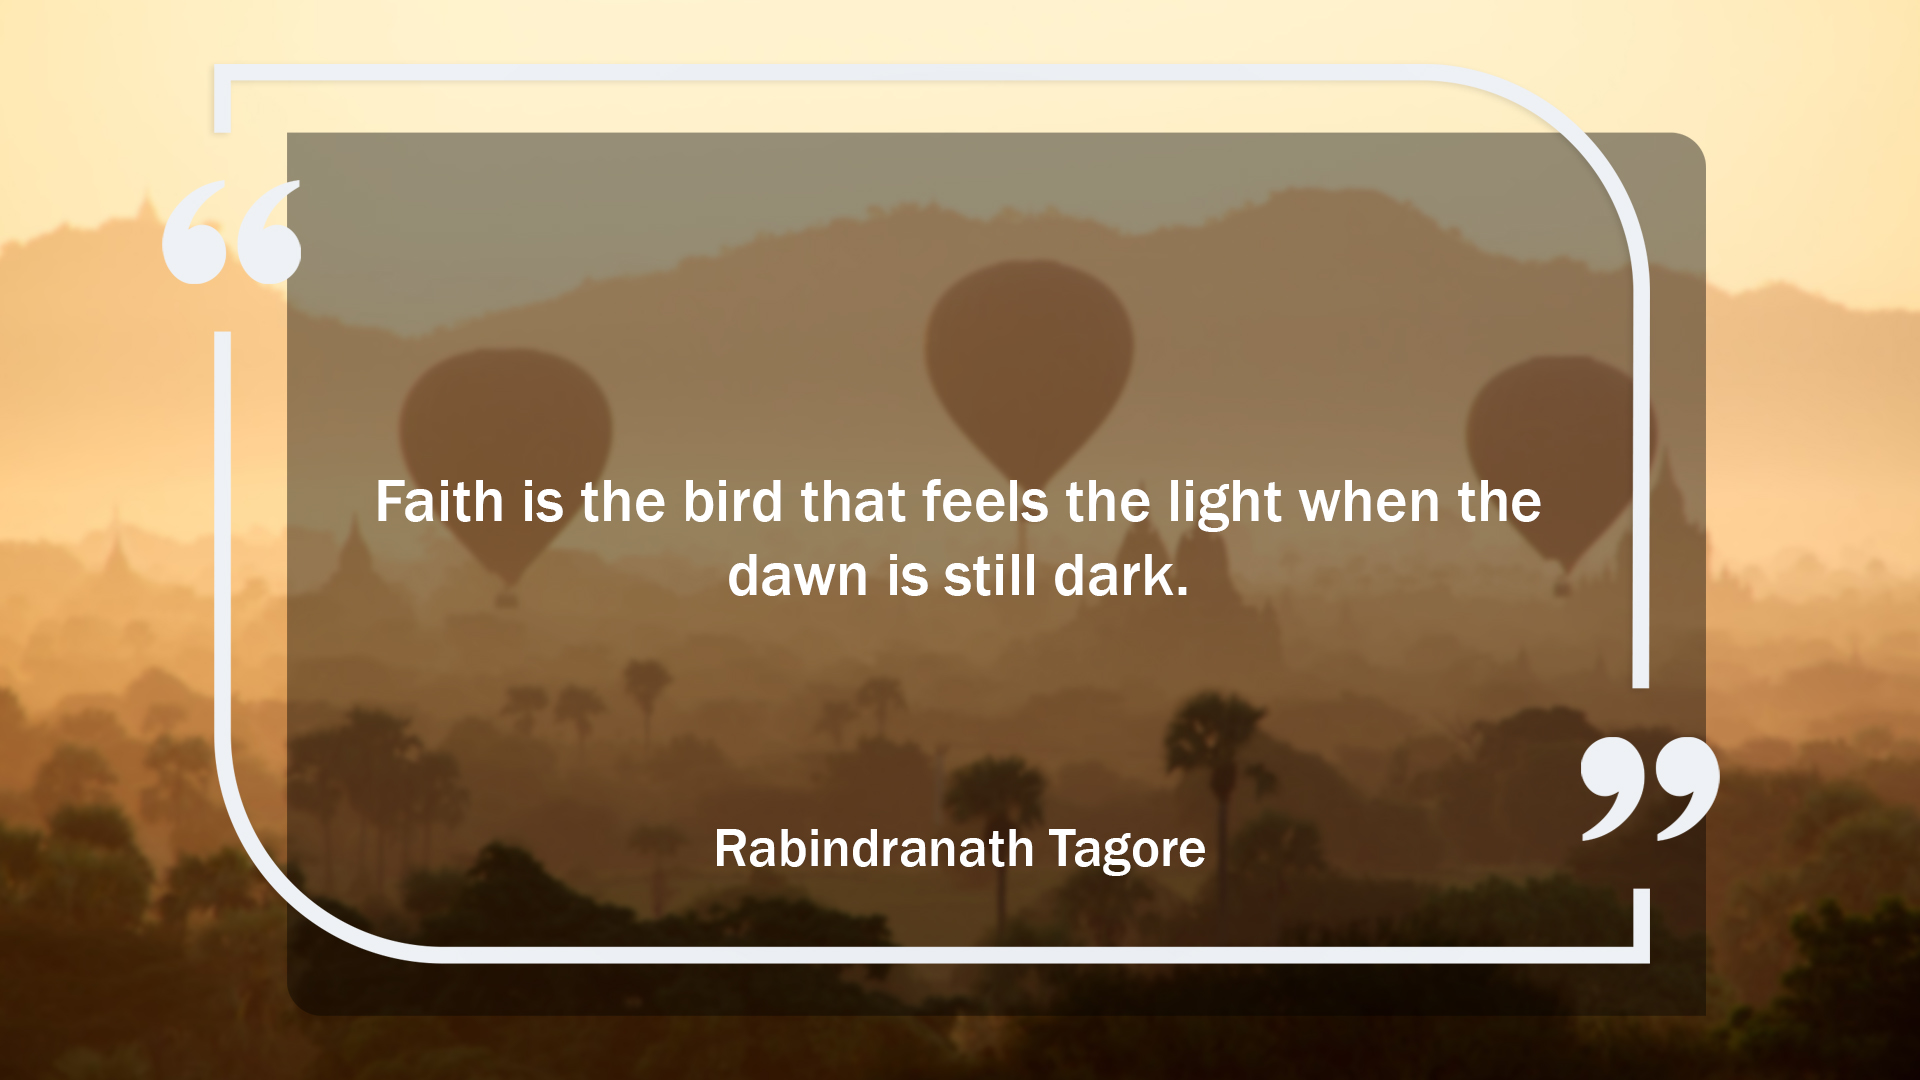 “
Faith is the bird that feels the light when the
dawn is still dark.
”
Rabindranath Tagore